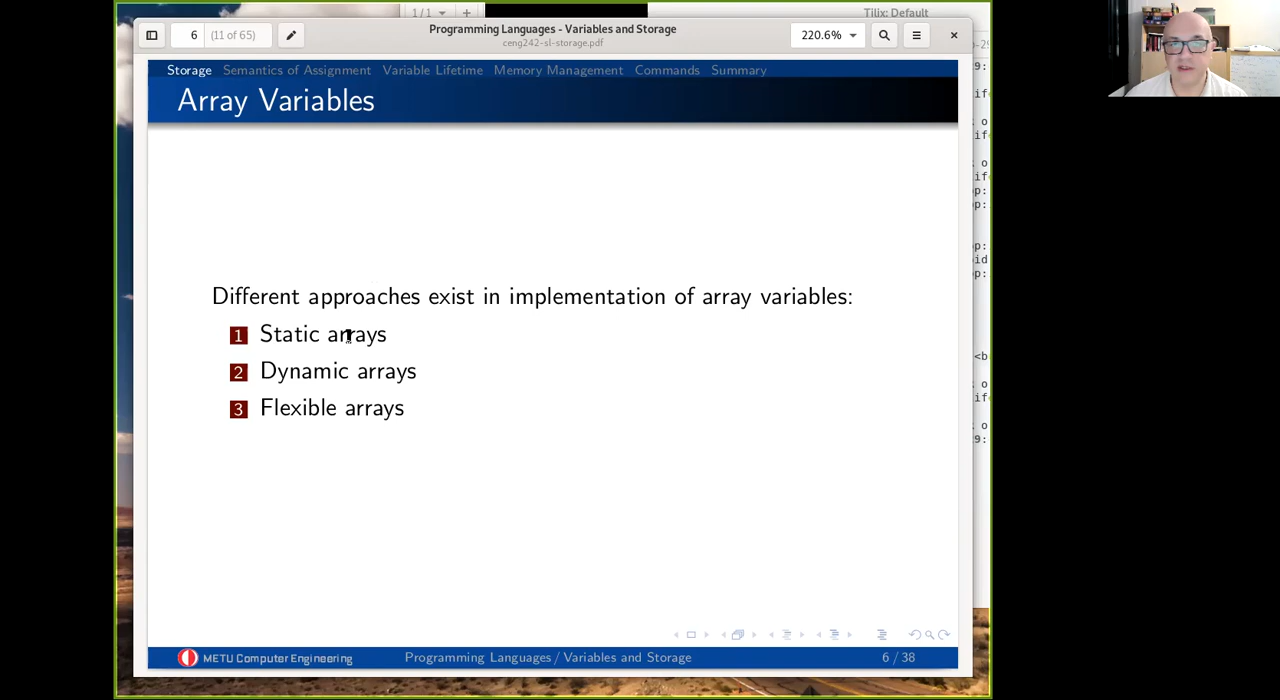 1/1
Tilix: Default
6 (11 of 65)
Programming Languages - Variables and Storage
ceng242-sl-storage.pdf
220.6%
Storage Semantics of Assignment Variable Lifetime Memory Management Commands Summary
Array Variables
Different approaches exist in implementation of array variables:
1 Static arrays
2 Dynamic arrays
3 Flexible arrays
METU Computer Engineering
Programming Languages / Variables and Storage
6 / 38